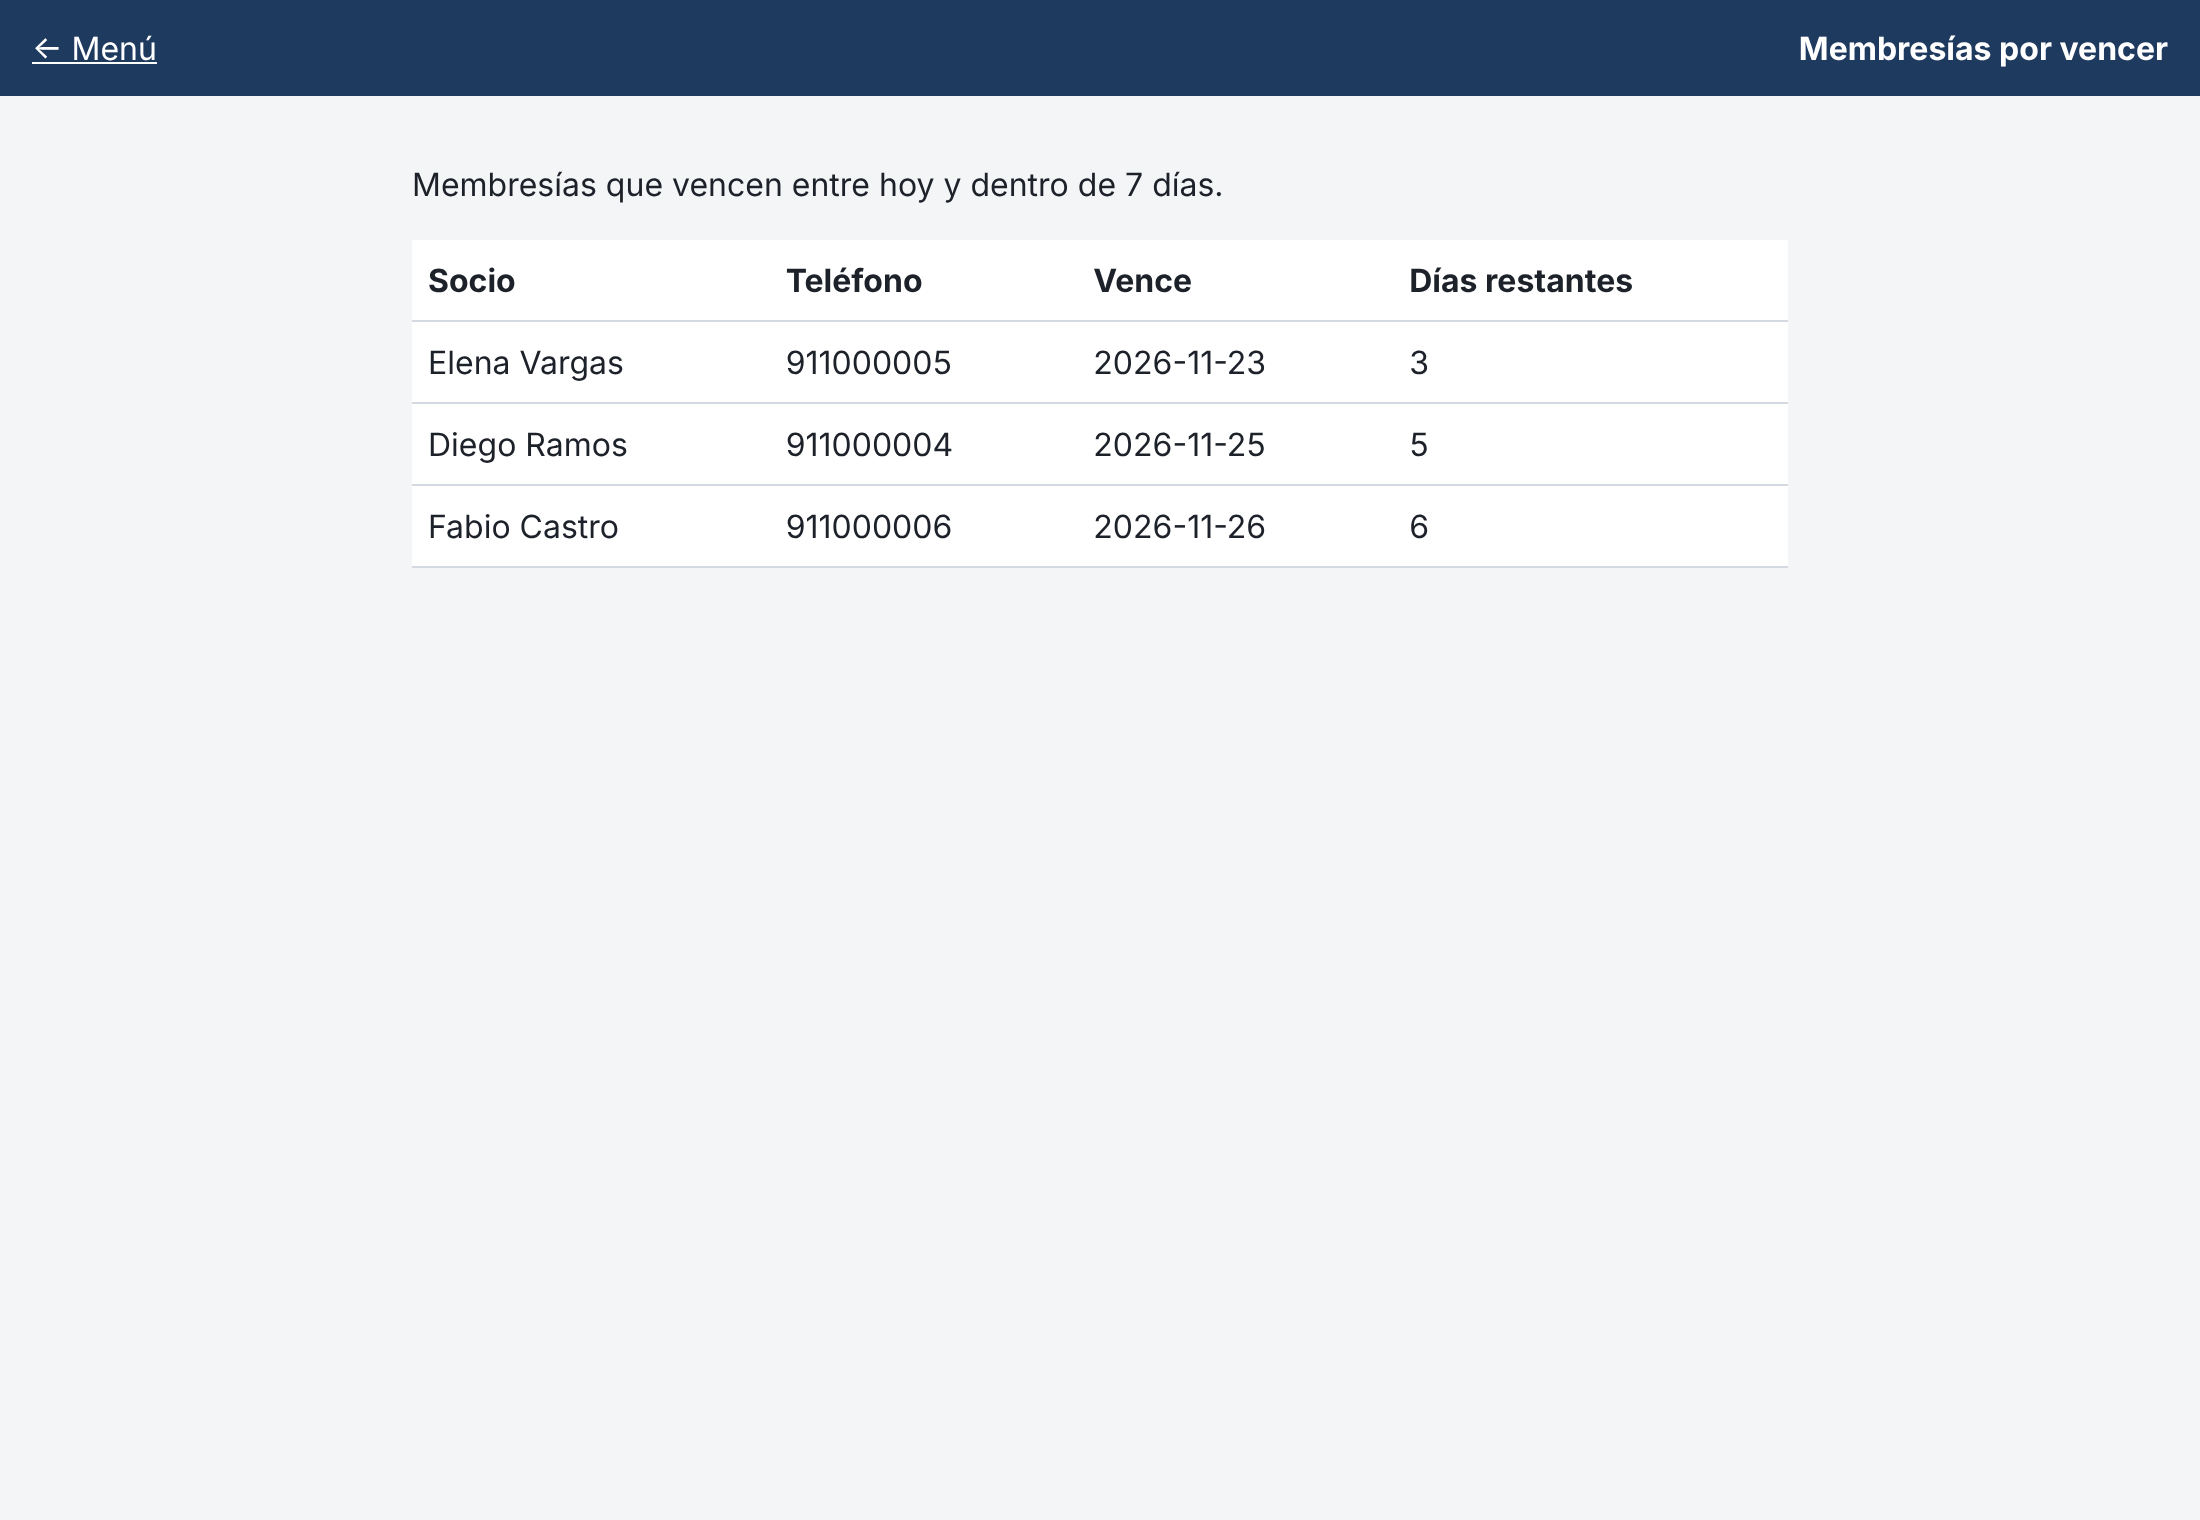 ← Menú
Membresías por vencer
Membresías que vencen entre hoy y dentro de 7 días.
Socio Teléfono Vence Días restantes
Elena Vargas 911000005 2026-11-23 3
Diego Ramos 911000004 2026-11-25 5
Fabio Castro 911000006 2026-11-26 6